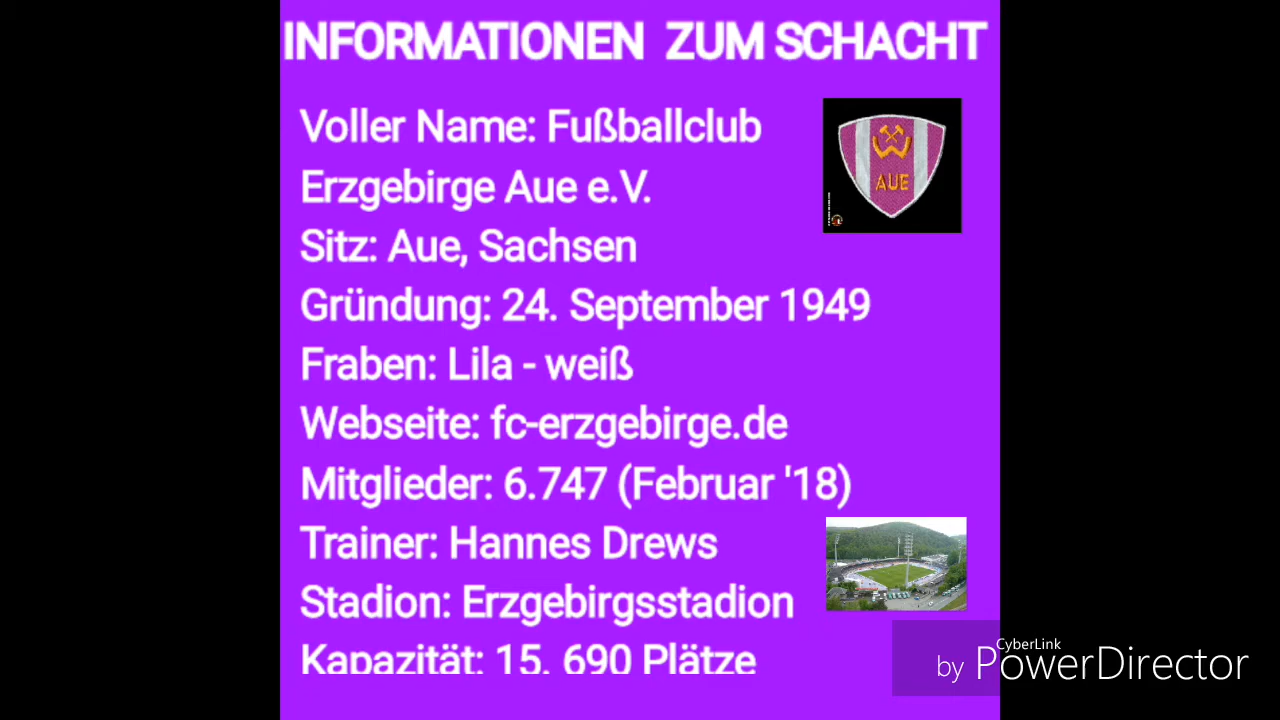 INFORMATIONEN ZUM SCHACHT
Voller Name: Fußballclub
Erzgebirge Aue e.V.
Sitz: Aue, Sachsen
Gründung: 24. September 1949
Fraben: Lila - weiß
Webseite: fc-erzgebirge.de
Mitglieder: 6.747 (Februar '18)
Trainer: Hannes Drews
Stadion: Erzgebirgsstadion
Kapazität: 15. 690 Plätze
AUE
CyberLink
by PowerDirector